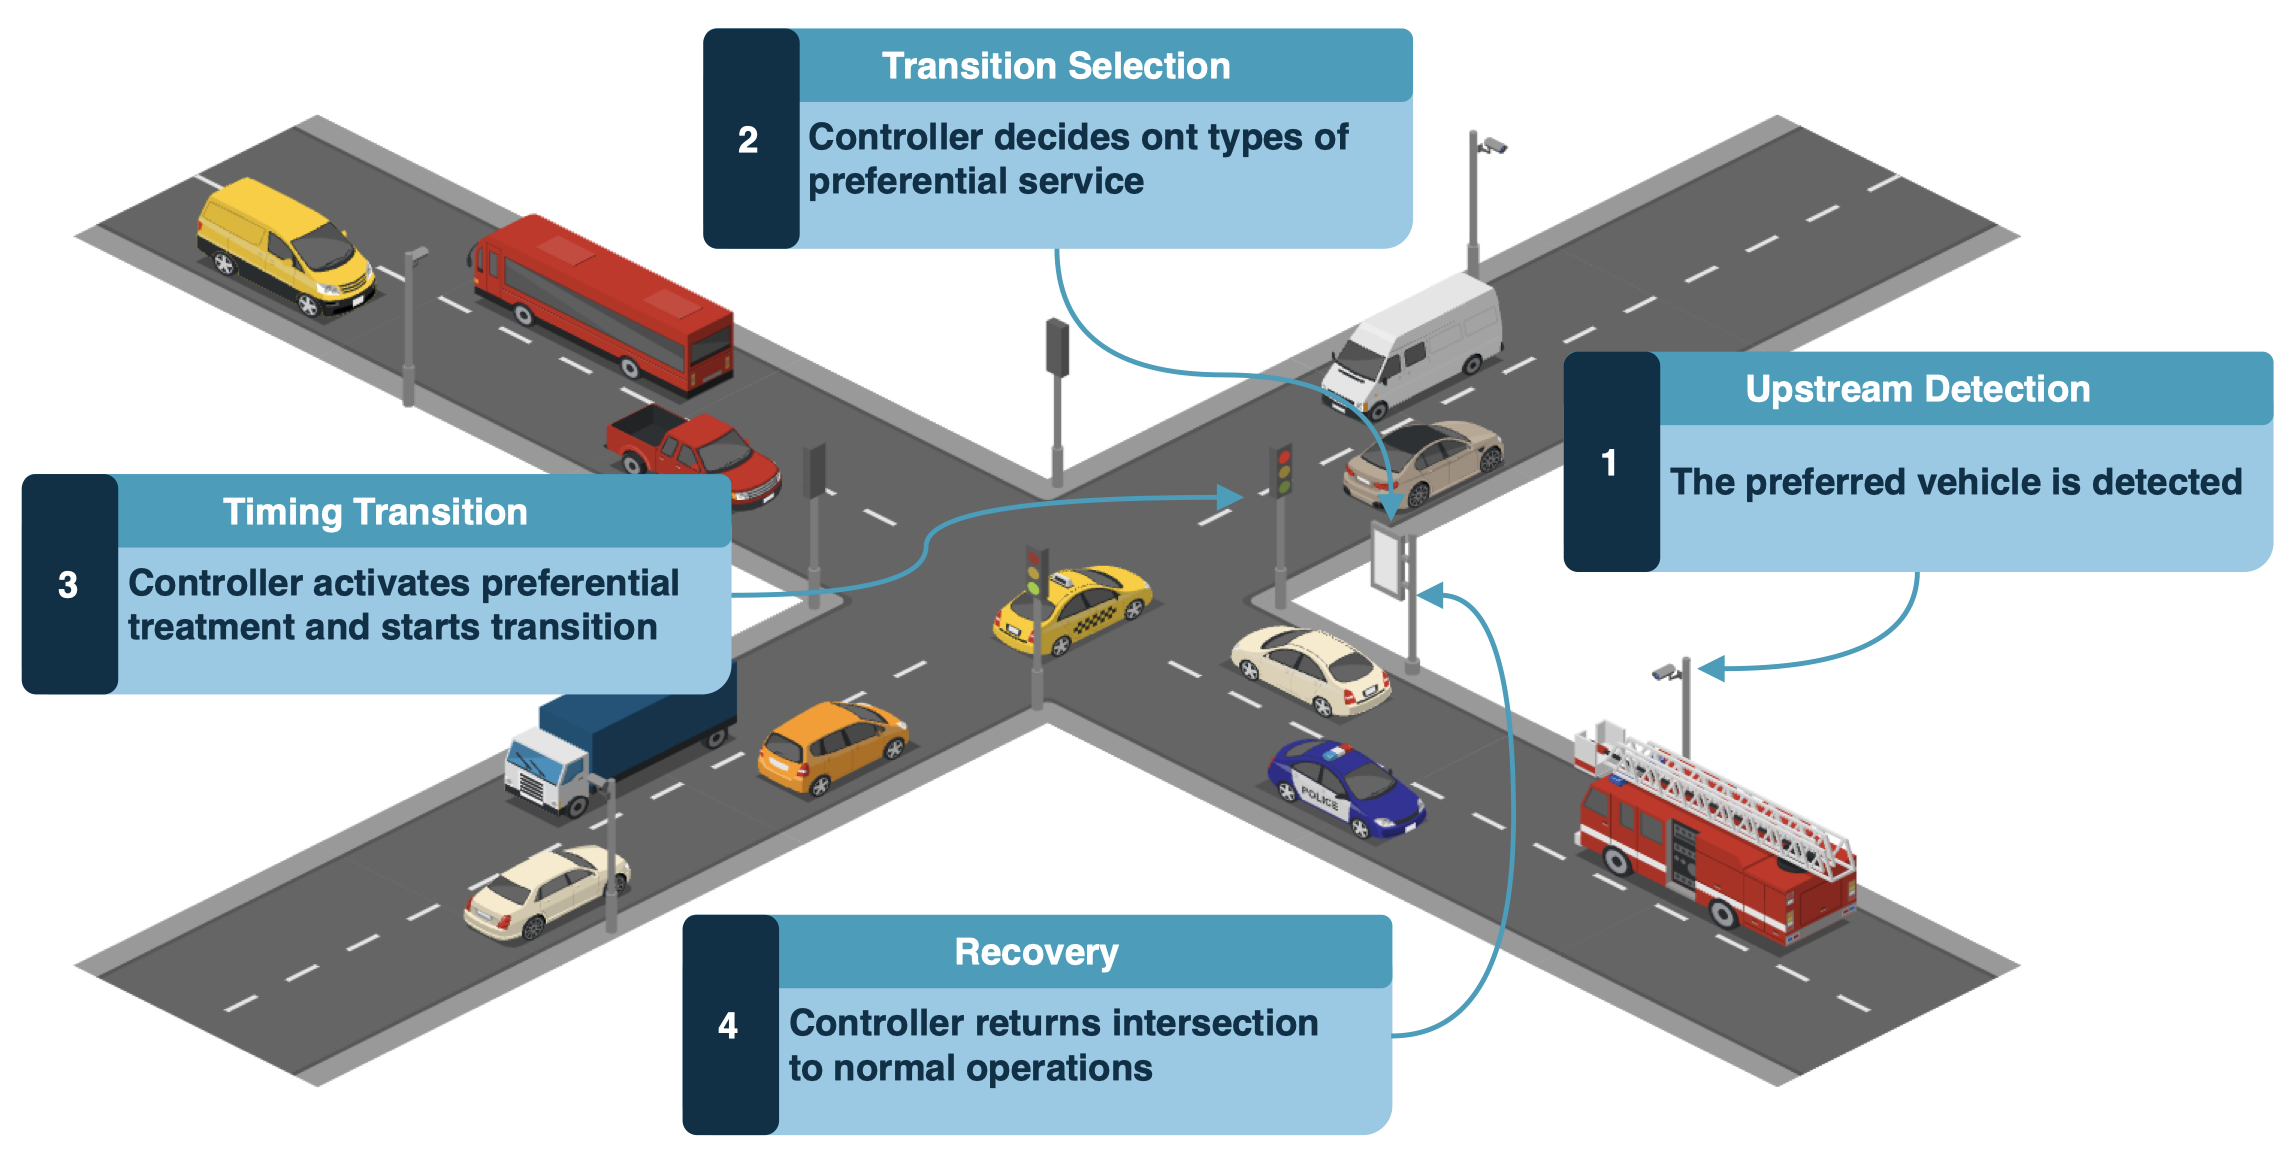 2
Transition Selection
Controller decides ont types of
preferential service
1
Upstream Detection
The preferred vehicle is detected
3
Timing Transition
Controller activates preferential
treatment and starts transition
POLICE
4
Recovery
Controller returns intersection
to normal operations